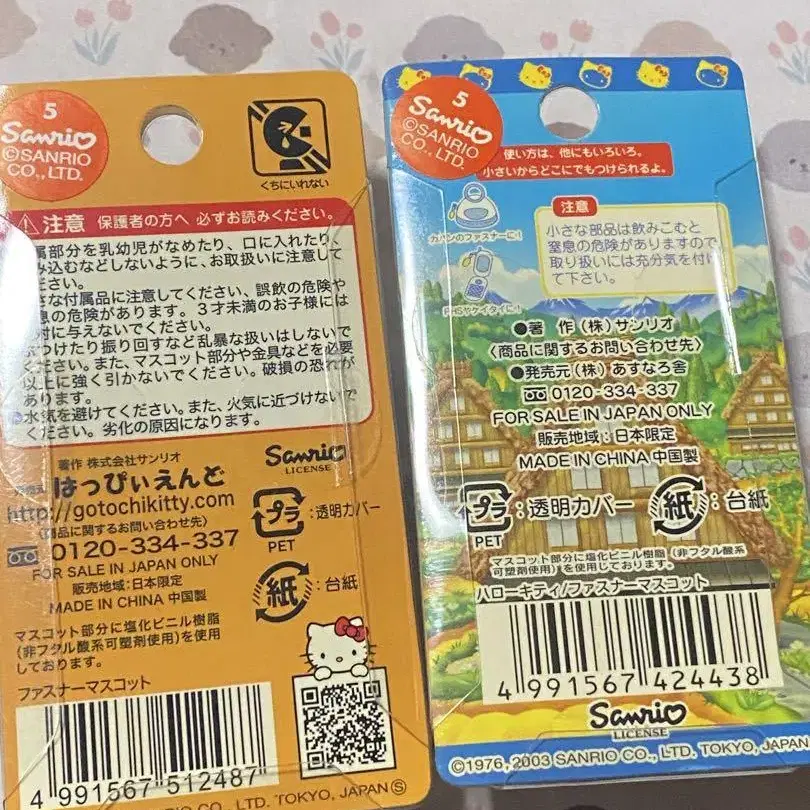 5
Sanrio
©SANRIO
CO., LTD.
くちにいれない
注意 保護者の方へ 必ずお読みください。
属部分を乳幼児がなめたり、口に入れたり、
み込むなどしないように、お取扱いに注意して
ださい。
さな付属品に注意してください、誤飲の危険や
息の危険があります。3才未満のお子様には
対に与えないでください。
つけたり振り回すなど乱暴な扱いはしないで
ください。また、マスコット部分や金具などを必要
以上に強く引かないでください。破損の恐れが
あります。
水気を避けてください。また、火気に近づけないで
ください。劣化の原因になります。
著作 株式会社サンリオ
はっぴぃえんど
http://gotochikitty.com
(商品に関するお問い合わせ先)
0120-334-337
FOR SALE IN JAPAN ONLY
販売地域:日本限定
MADE IN CHINA 中国製
Sanrio
LICENSE
プラ
:透明カバー
PET
紙
:台紙
マスコット部分に塩化ビニル樹脂
(非フタル酸系可塑剤使用)を使用
しております。
ファスナーマスコット
4 991567 512487
SANRIO CO., LTD. TOKYO, JAPAN Ⓢ
5
Sanrio
©SANRIO
CO., LTD.
使い方は、他にもいろいろ。
小さいからどこにでもつけられるよ。
カバンのファスナーに!
PHSやケイタイに!
注意
小さな部品は飲みこむと
窒息の危険がありますので
取り扱いには充分気を付け
て下さい。
●著 作(株)サンリオ
〈商品に関するお問い合わせ先〉
●発売元(株)あすなろ舎
0120-334-337
FOR SALE IN JAPAN ONLY
販売地域:日本限定
MADE IN CHINA 中国製
プラ
:透明カバー
PET
紙
:台紙
マスコット部分に塩化ビニル樹脂(非フタル酸系
可塑剤使用)を使用しております。
ハローキティ/ファスナーマスコット
4 991567 424438
Sanrio
LICENSE
©1976, 2003 SANRIO CO., LTD. TOKYO, JAPAN